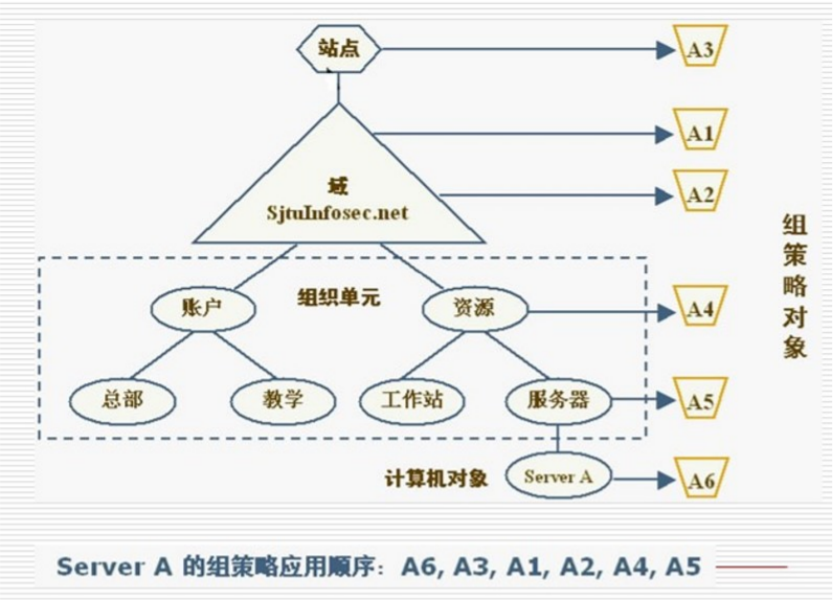 站点
A3
A1
域
SjtuInfosec.net
A2
组策略对象
账户
组织单元
资源
A4
总部
教学
工作站
服务器
A5
计算机对象
Server A
A6
Server A 的组策略应用顺序：A6, A3, A1, A2, A4, A5